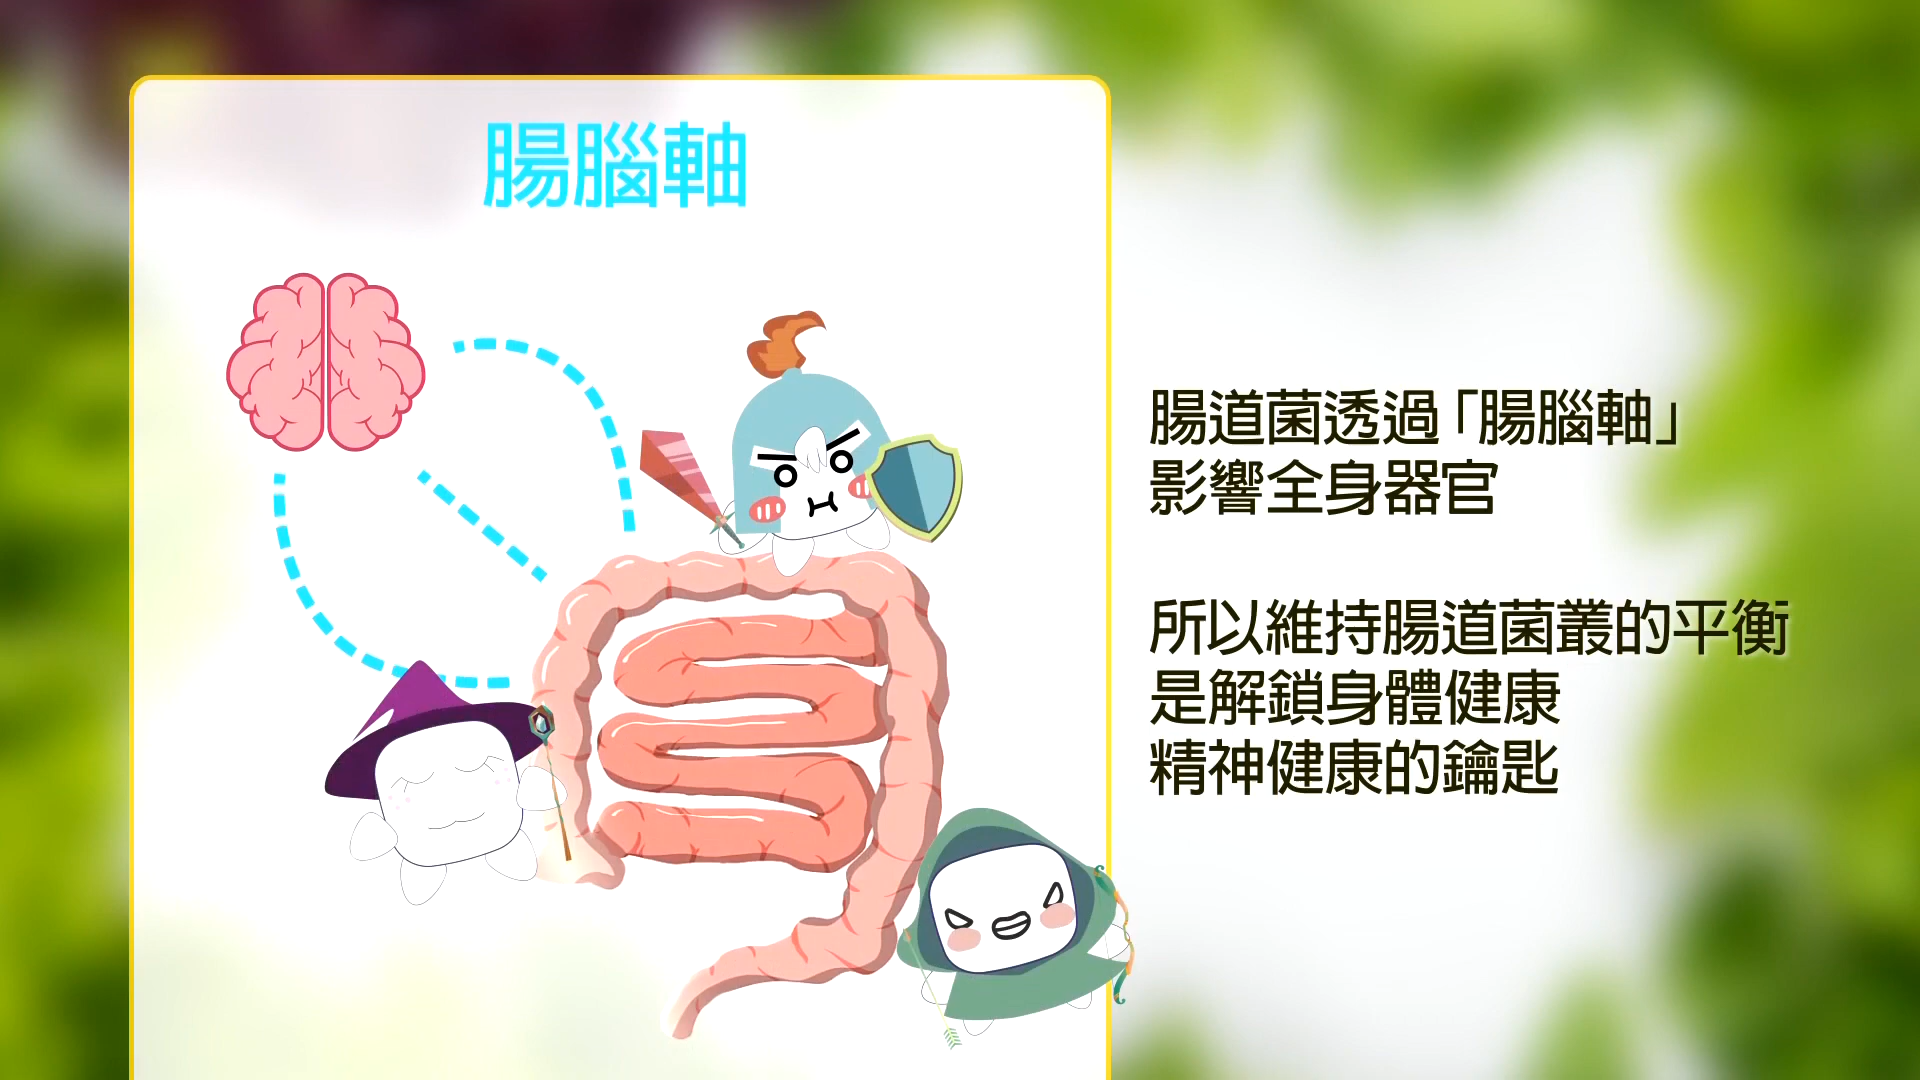 腸腦軸
腸道菌透過「腸腦軸」
影響全身器官
所以維持腸道菌叢的平衡
是解鎖身體健康
精神健康的鑰匙